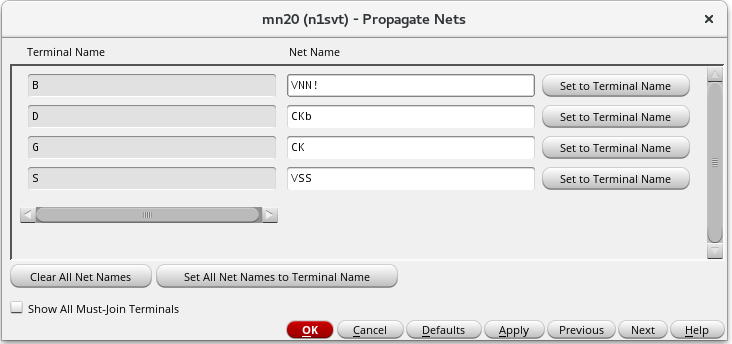 mn20 (n1svt) - Propagate Nets ×
Terminal Name Net Name
B VNN! Set to Terminal Name
D CKb Set to Terminal Name
G CK Set to Terminal Name
S VSS Set to Terminal Name
Clear All Net Names Set All Net Names to Terminal Name
Show All Must-Join Terminals
OK Cancel Defaults Apply Previous Next Help